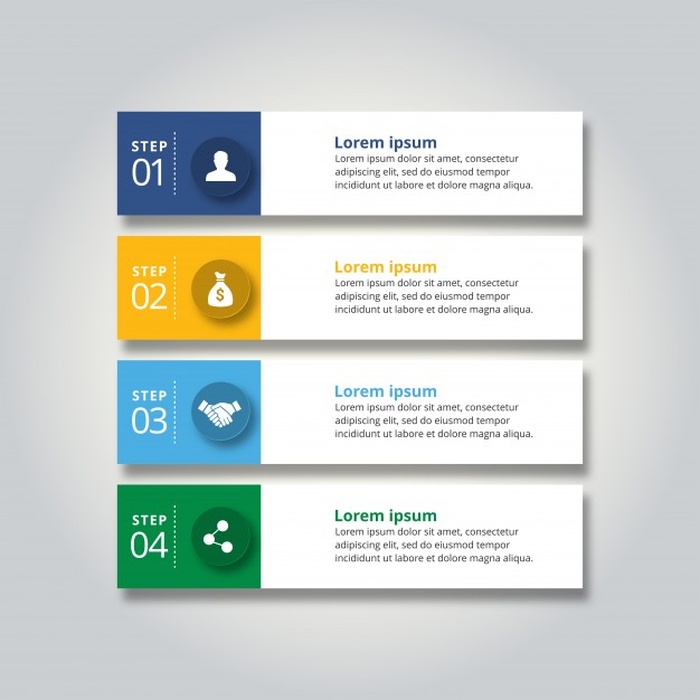 STEP
01
Lorem ipsum
Lorem ipsum dolor sit amet, consectetur
adipiscing elit, sed do eiusmod tempor
incididunt ut labore et dolore magna aliqua.
STEP
02
$
Lorem ipsum
Lorem ipsum dolor sit amet, consectetur
adipiscing elit, sed do eiusmod tempor
incididunt ut labore et dolore magna aliqua.
STEP
03
Lorem ipsum
Lorem ipsum dolor sit amet, consectetur
adipiscing elit, sed do eiusmod tempor
incididunt ut labore et dolore magna aliqua.
STEP
04
Lorem ipsum
Lorem ipsum dolor sit amet, consectetur
adipiscing elit, sed do eiusmod tempor
incididunt ut labore et dolore magna aliqua.